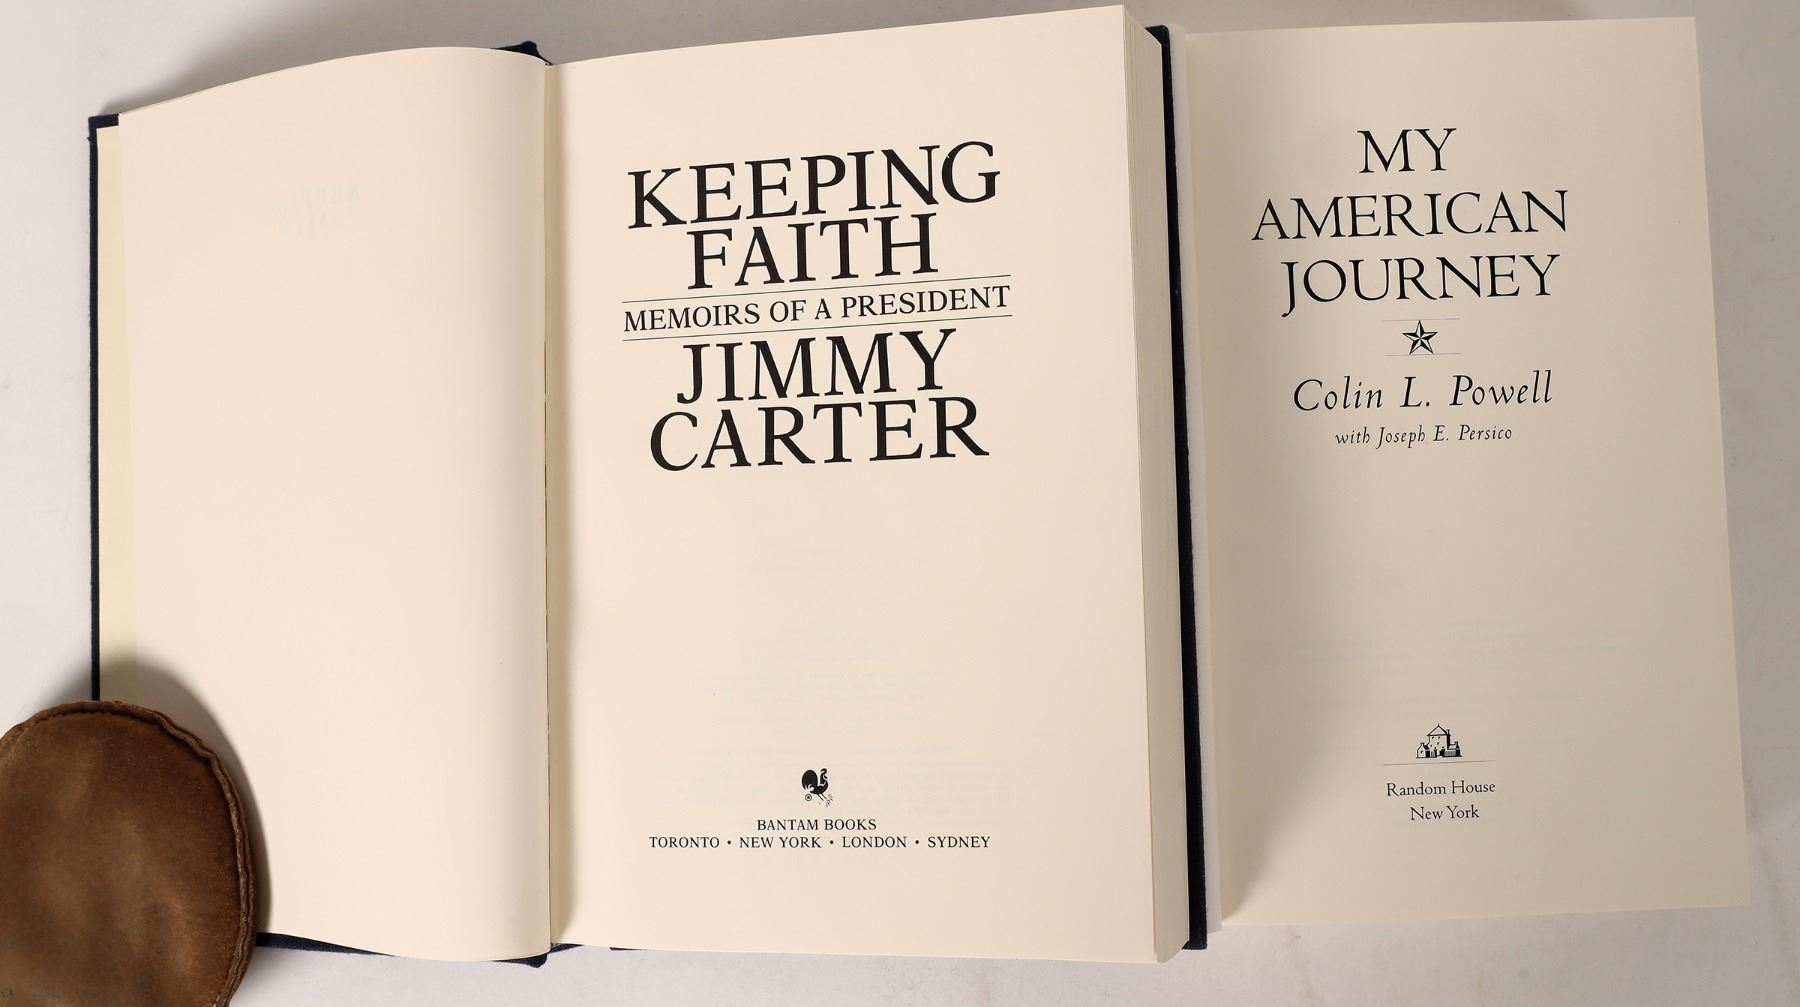 KEEPING
FAITH
MEMOIRS OF A PRESIDENT
JIMMY
CARTER
BANTAM BOOKS
TORONTO • NEW YORK • LONDON • SYDNEY
MY
AMERICAN
JOURNEY
Colin L. Powell
with Joseph E. Persico
Random House
New York